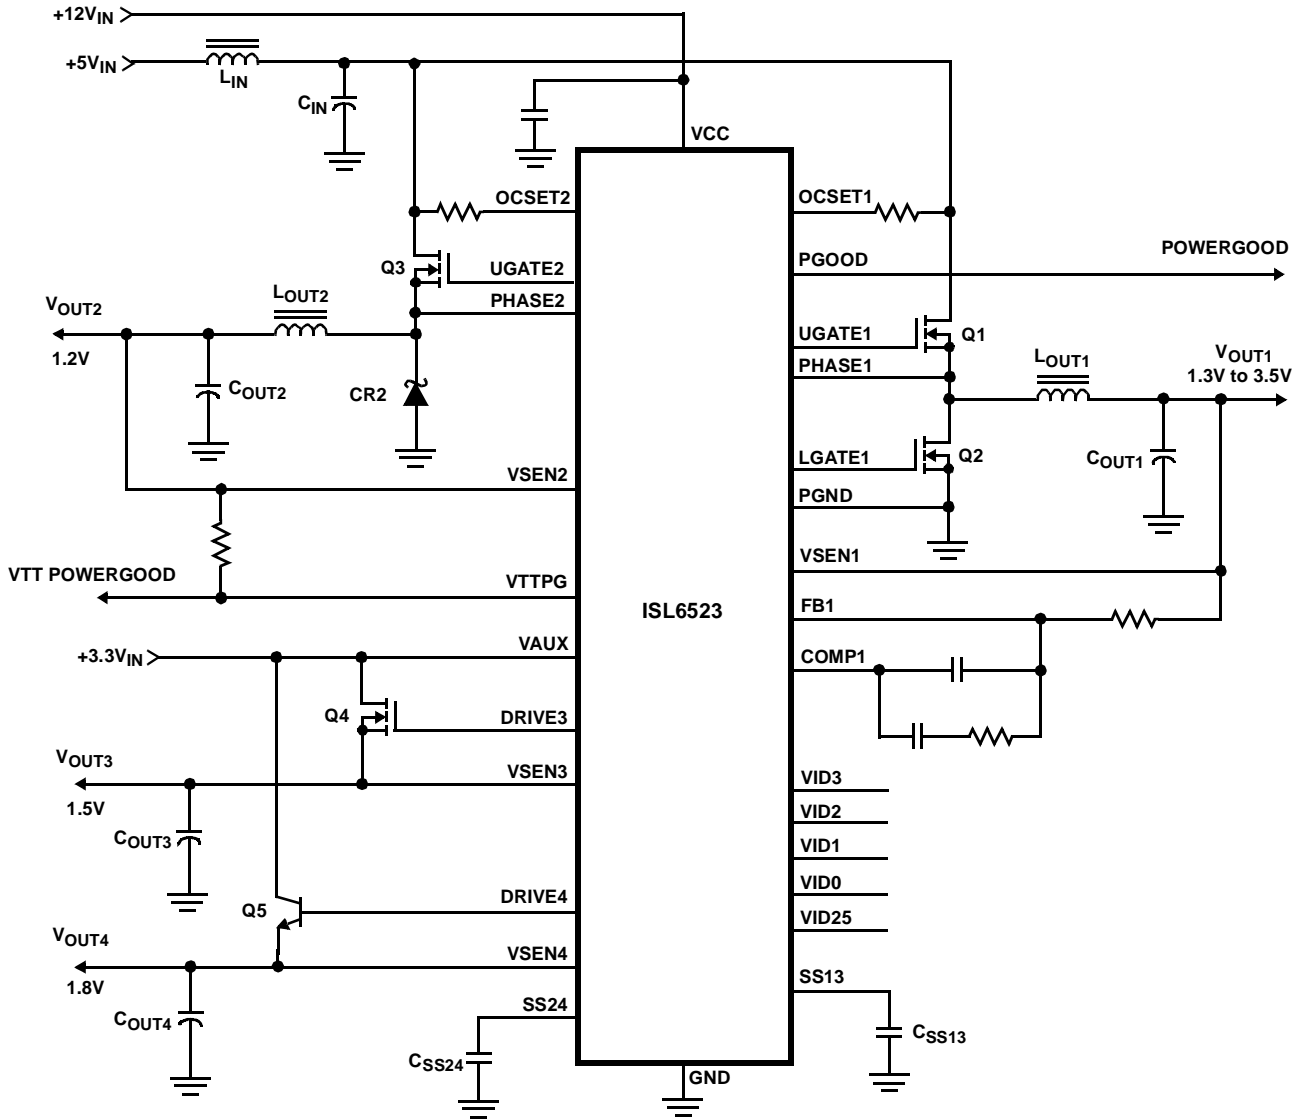 +12VIN
+5VIN
LIN
CIN
VCC
OCSET2
OCSET1
PGOOD
POWERGOOD
Q3
UGATE2
LOUT2
VOUT2
PHASE2
1.2V
UGATE1
Q1
PHASE1
LOUT1
VOUT1
1.3V to 3.5V
COUT2
CR2
LGATE1
Q2
COUT1
VSEN2
PGND
VSEN1
VTT POWERGOOD
VTTPG
ISL6523
FB1
+3.3VIN
VAUX
COMP1
Q4
DRIVE3
VOUT3
VSEN3
1.5V
VID3
VID2
COUT3
VID1
VID0
Q5
DRIVE4
VID25
VOUT4
VSEN4
1.8V
SS13
SS24
COUT4
CSS13
CSS24
GND